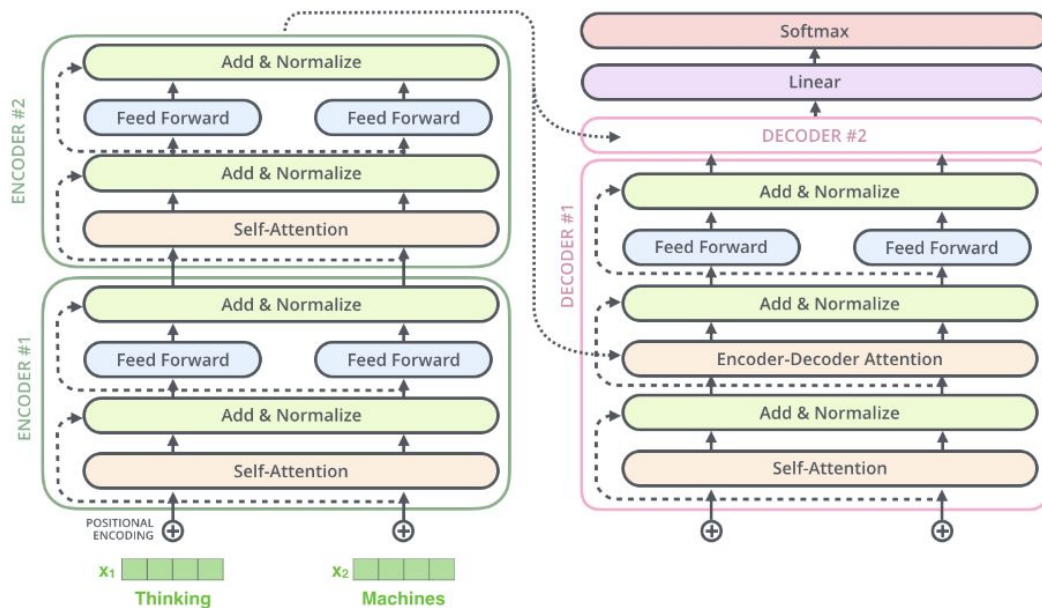 ENCODER #2
Add & Normalize
Feed Forward
Feed Forward
Add & Normalize
Self-Attention
ENCODER #1
Add & Normalize
Feed Forward
Feed Forward
Add & Normalize
Self-Attention
POSITIONAL
ENCODING
x₁
x₂
Thinking
Machines
Softmax
Linear
DECODER #2
DECODER #1
Add & Normalize
Feed Forward
Feed Forward
Add & Normalize
Encoder-Decoder Attention
Add & Normalize
Self-Attention